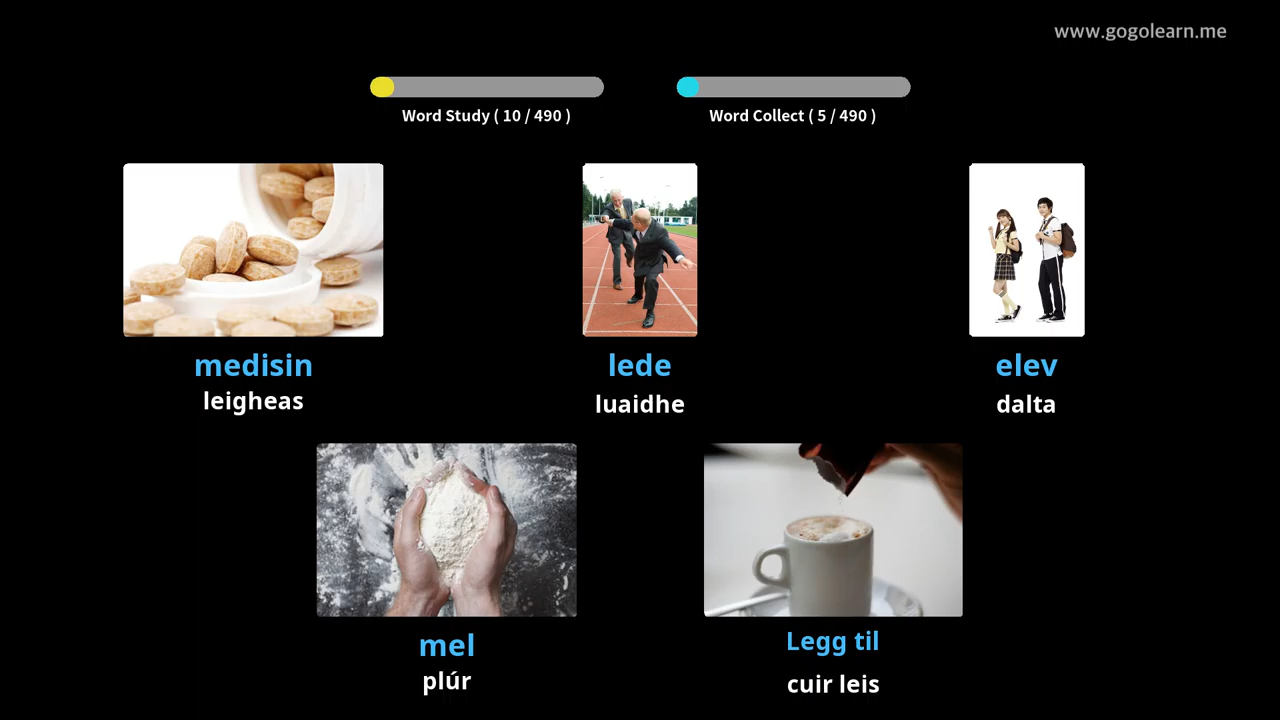 www.gogolearn.me
Word Study ( 10 / 490 )
Word Collect ( 5 / 490 )
medisin
leigheas
lede
luaidhe
elev
dalta
mel
plúr
Legg til
cuir leis